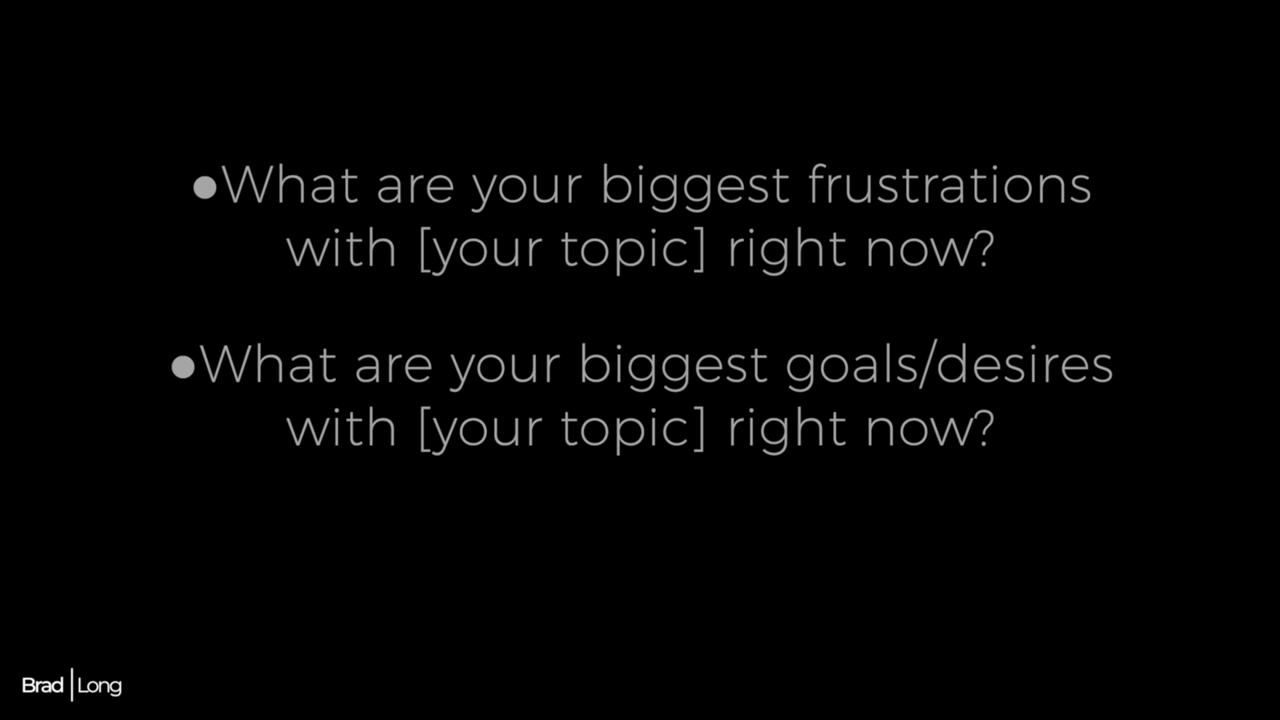 ●What are your biggest frustrations
with [your topic] right now?
●What are your biggest goals/desires
with [your topic] right now?
Brad|Long